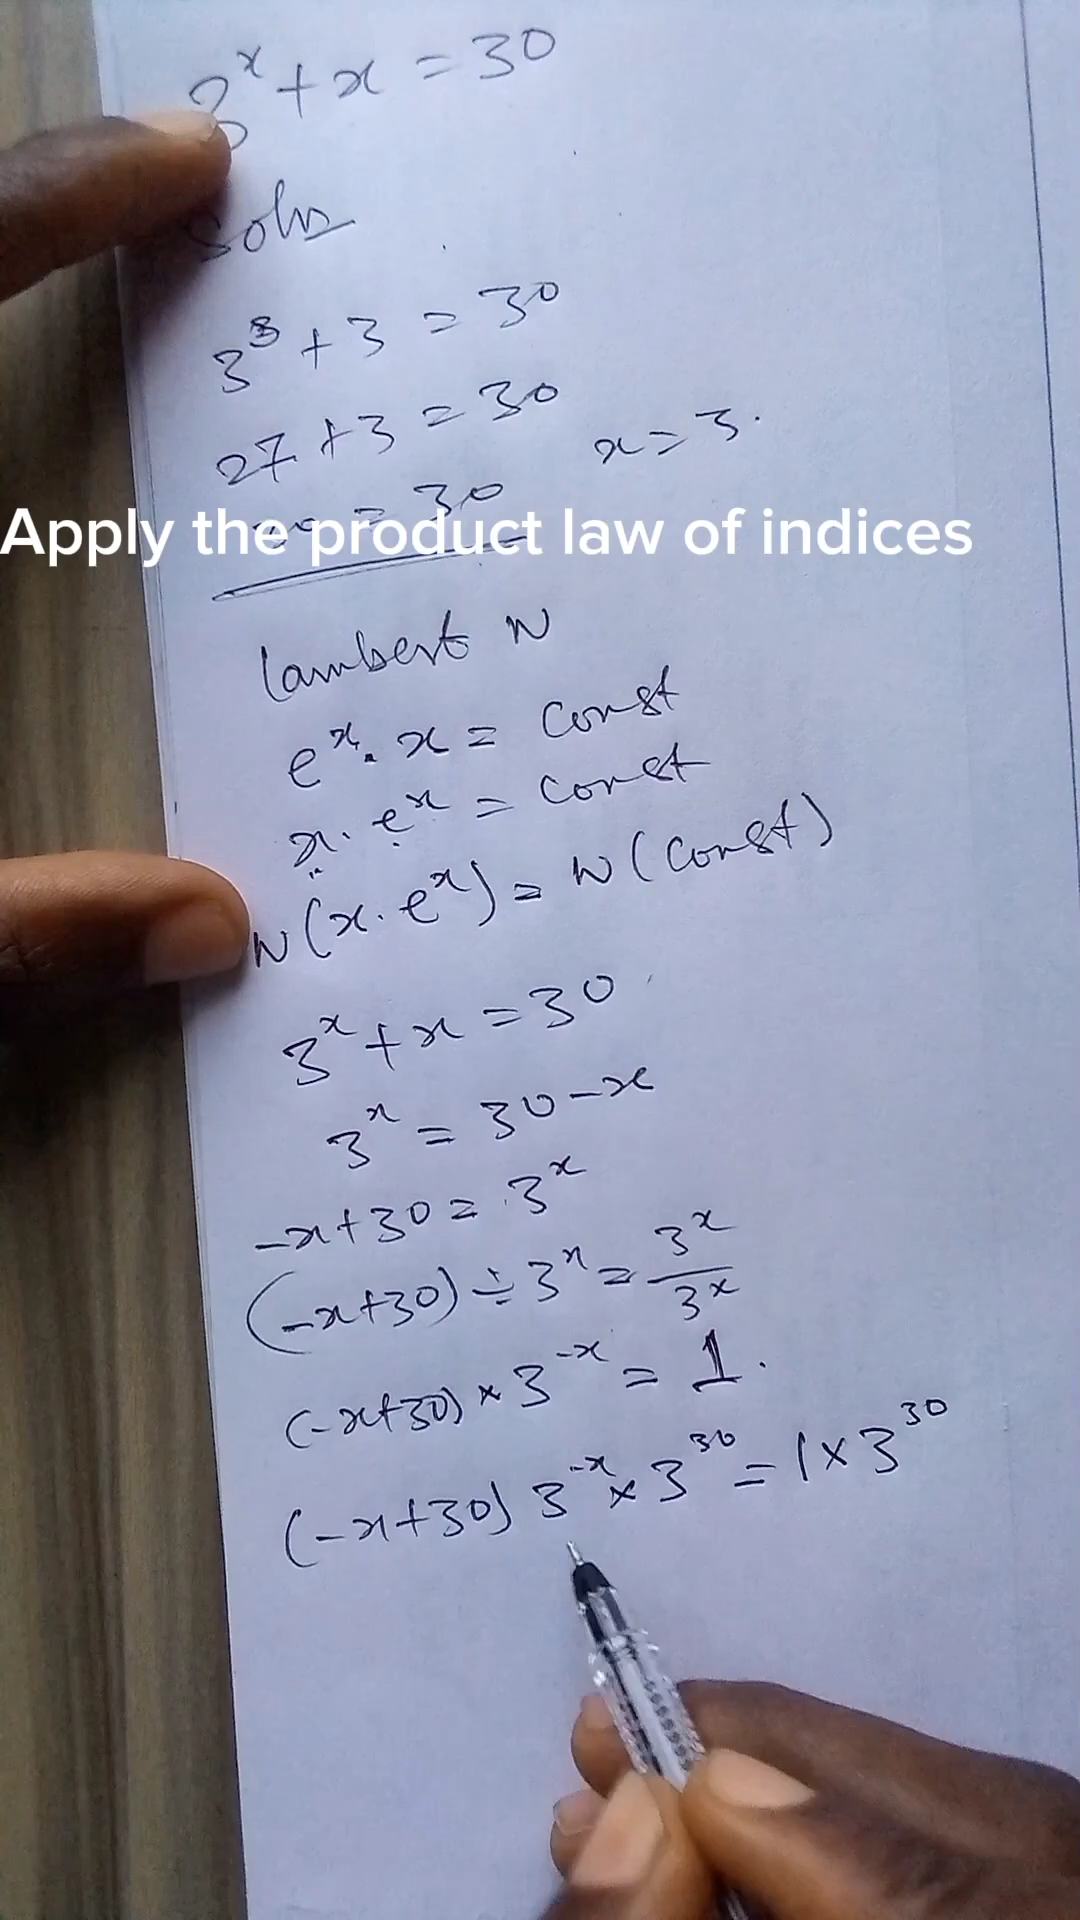 3^x + x = 30
Soln
3^3 + 3 = 30
27 + 3 = 30
x = 3.
30 = 30
Apply the product law of indices
Lambert W
e^x . x = Const
x . e^x = Const
W(x . e^x) = W(Const)
3^x + x = 30
3^x = 30 - x
-x + 30 = 3^x
(-x+30) ÷ 3^x = 3^x / 3^x
(-x+30) × 3^-x = 1.
(-x+30) 3^-x × 3^30 = 1 × 3^30